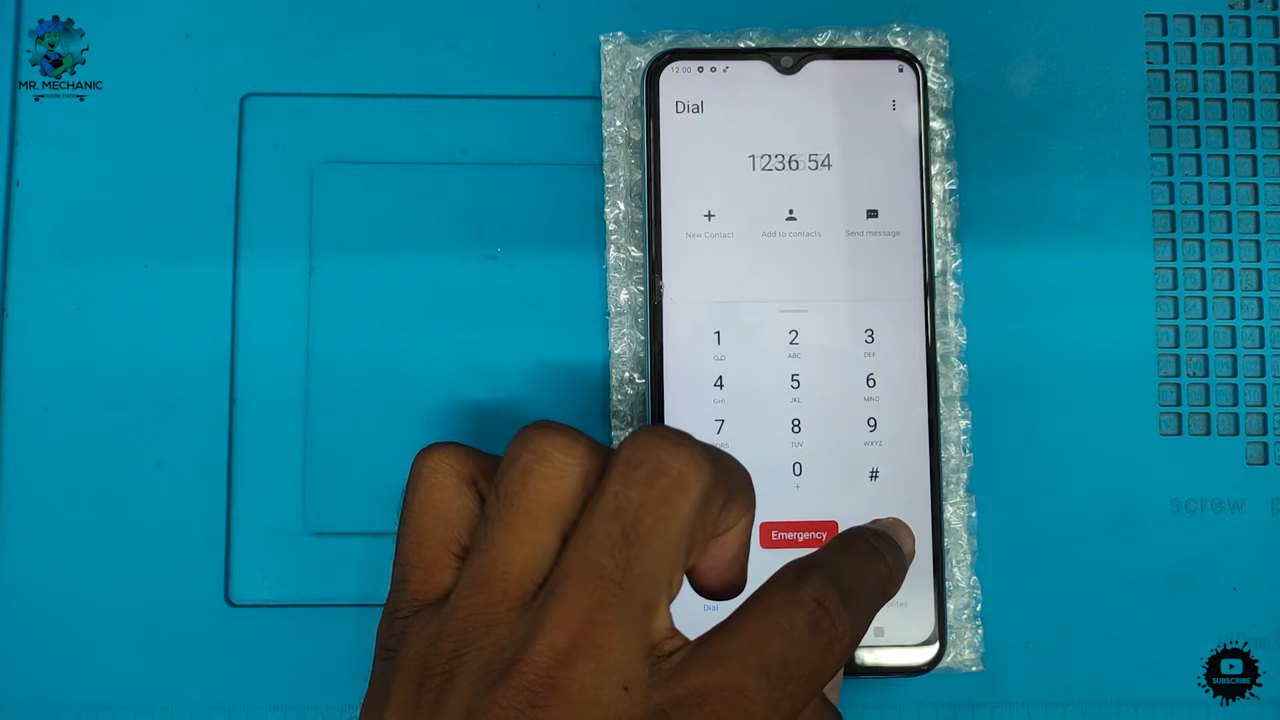 MR. MECHANIC
12:00
Dial
1236 54
New Contact
Add to contacts
Send message
1
2
ABC
3
DEF
4
GHI
5
JKL
6
MNO
7
8
TUV
9
WXYZ
0
+
#
Emergency
Dial
screw
SUBSCRIBE